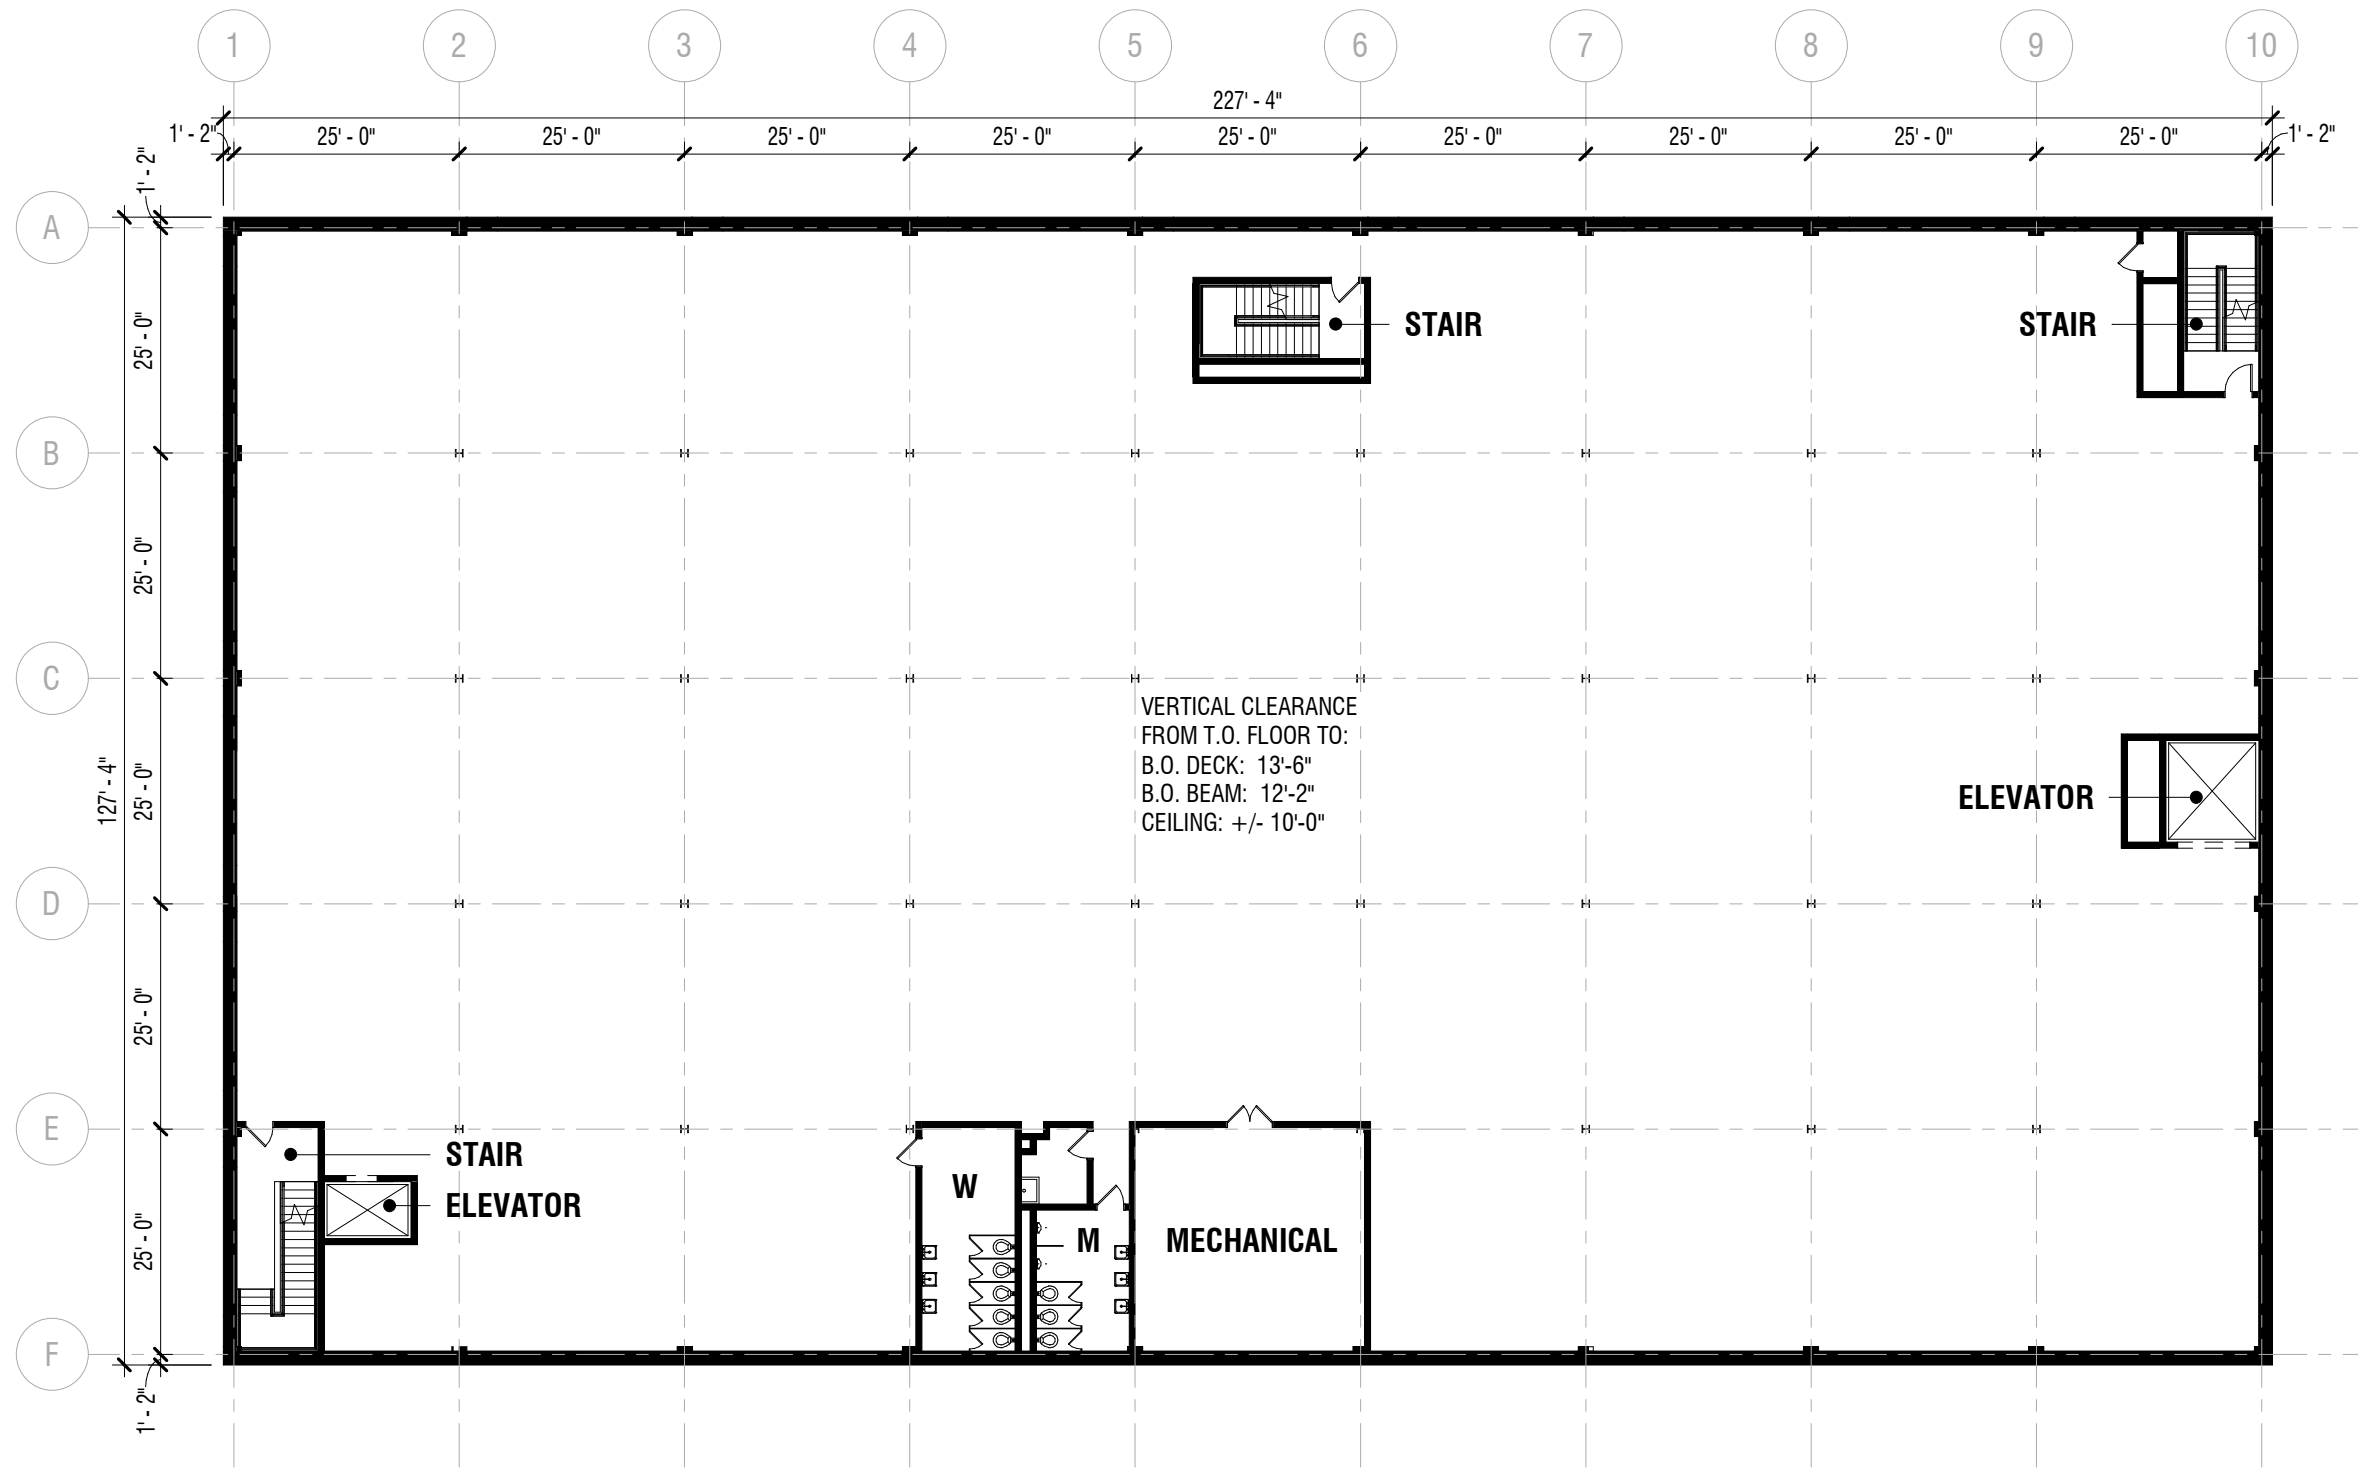 1 2 3 4 5 6 7 8 9 10
227' - 4"
1' - 2" 25' - 0" 25' - 0" 25' - 0" 25' - 0" 25' - 0" 25' - 0" 25' - 0" 25' - 0" 25' - 0" 1' - 2"
1' - 2"
A
25' - 0"
STAIR
STAIR
B
25' - 0"
C
VERTICAL CLEARANCE
FROM T.O. FLOOR TO:
B.O. DECK: 13'-6"
B.O. BEAM: 12'-2"
CEILING: +/- 10'-0"
127' - 4"
25' - 0"
ELEVATOR
D
25' - 0"
E
STAIR
ELEVATOR
W
M
MECHANICAL
25' - 0"
F
1' - 2"